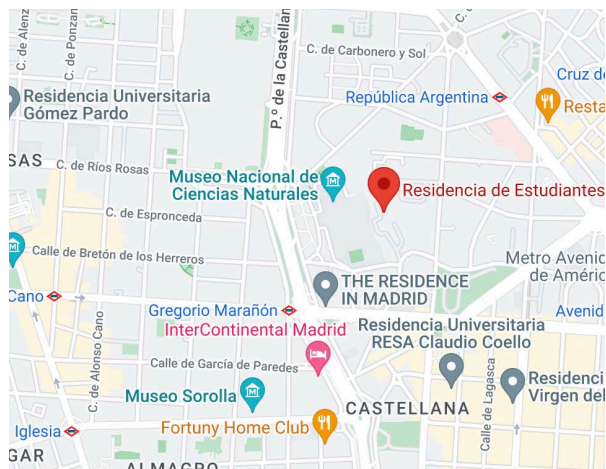 C. de Alenz
C. de Ponzan
P.º de la Castellan
C. de Carbonero y Sol
Cruz de
República Argentina
Resta
Residencia Universitaria
Gómez Pardo
SAS
C. de Ríos Rosas
Museo Nacional de
Ciencias Naturales
Residencia de Estudiantes
C. de Espronceda
Calle de Bretón de los Herreros
Metro Avenid
de Améric
THE RESIDENCE
IN MADRID
Cano
Gregorio Marañón
Avenid
InterContinental Madrid
Residencia Universitaria
RESA Claudio Coello
C. de Alonso Cano
Calle de García de Paredes
Museo Sorolla
Residenci
Virgen del
CASTELLANA
Calle de Lagasca
Iglesia
Fortuny Home Club
GAR
ALMAGRO